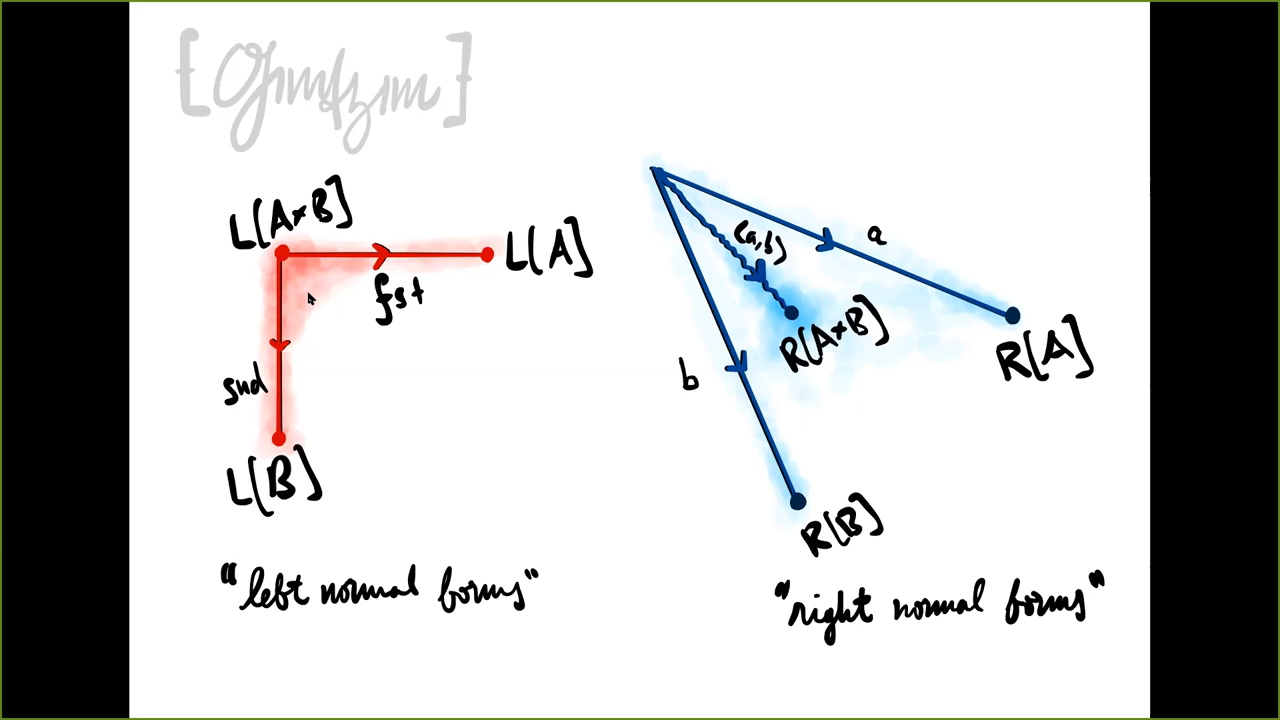 L[A×B]
fst
L[A]
snd
L[B]
"left normal forms"
a
(a,b)
R[A×B]
R[A]
b
R[B]
"right normal forms"